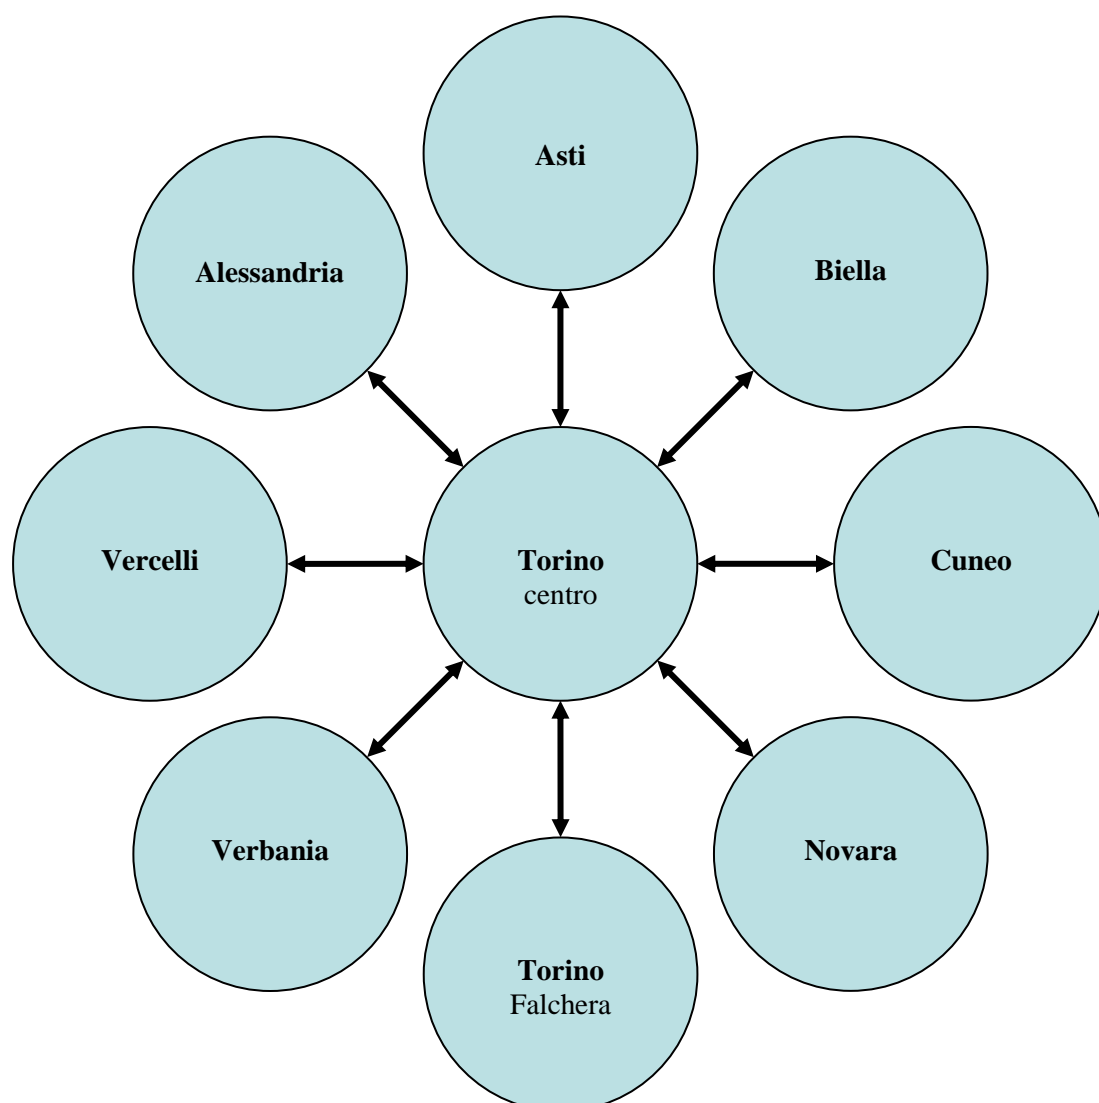 Asti
Alessandria
Biella
Vercelli
Torino
centro
Cuneo
Verbania
Novara
Torino
Falchera